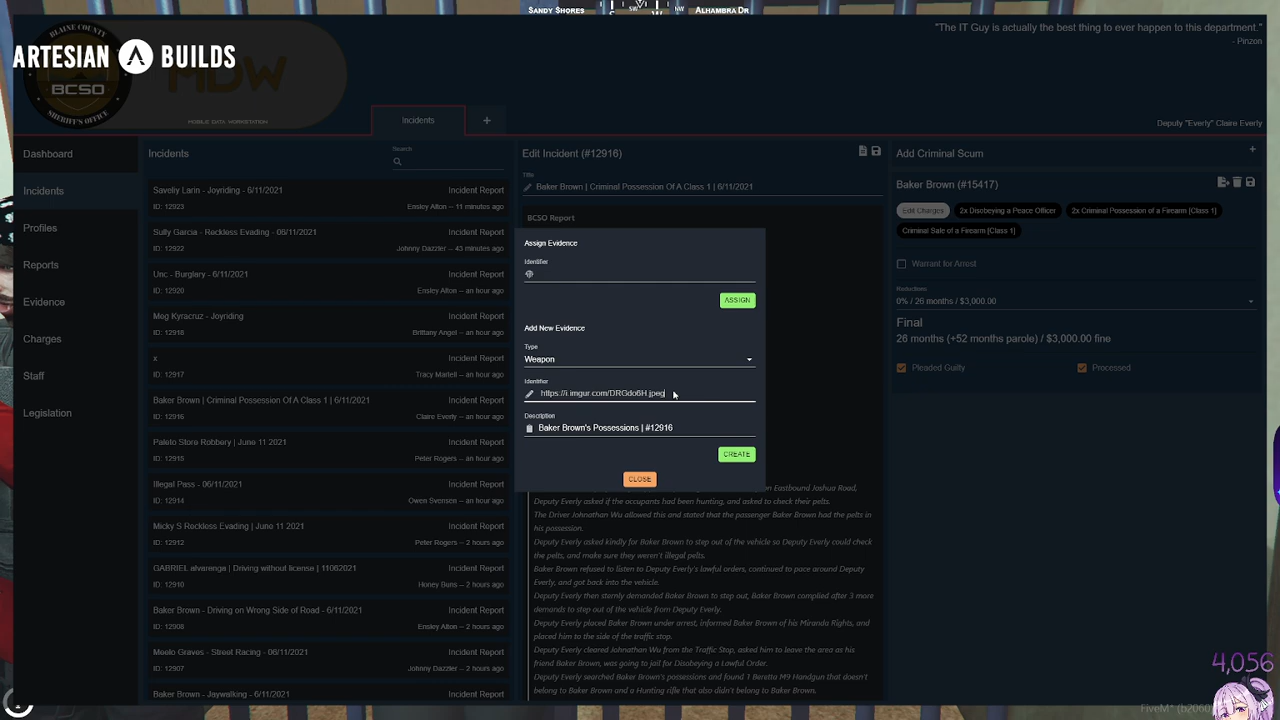 Sandy Shores
SW
NW
Alhambra Dr
ARTESIAN BUILDS
BLAINE COUNTY
BCSO
SHERIFF'S OFFICE
MDW
MOBILE DATA WORKSTATION
"The IT Guy is actually the best thing to ever happen to this department."
- Pinzon
Incidents
+
Deputy "Everly" Claire Everly
Dashboard
Incidents
Profiles
Reports
Evidence
Charges
Staff
Legislation
Incidents
Search
Saveliy Larin - Joyriding - 6/11/2021
Incident Report
ID: 12923
Ensley Alton -- 11 minutes ago
Sully Garcia - Reckless Evading - 06/11/2021
Incident Report
ID: 12922
Johnny Dazzler -- 43 minutes ago
Unc - Burglary - 6/11/2021
Incident Report
ID: 12920
Ensley Alton -- an hour ago
Meg Kyracruz - Joyriding
Incident Report
ID: 12918
Brittany Angel -- an hour ago
x
Incident Report
ID: 12917
Tracy Martell -- an hour ago
Baker Brown | Criminal Possession Of A Class 1 | 6/11/2021
Incident Report
ID: 12916
Claire Everly -- an hour ago
Paleto Store Robbery | June 11 2021
Incident Report
ID: 12915
Peter Rogers -- an hour ago
Illegal Pass - 06/11/2021
Incident Report
ID: 12914
Owen Svensen -- an hour ago
Micky S Reckless Evading | June 11 2021
Incident Report
ID: 12912
Peter Rogers -- 2 hours ago
GABRIEL alvarenga | Driving without license | 11062021
Incident Report
ID: 12910
Honey Buns -- 2 hours ago
Baker Brown - Driving on Wrong Side of Road - 6/11/2021
Incident Report
ID: 12908
Ensley Alton -- 2 hours ago
Meelo Graves - Street Racing - 06/11/2021
Incident Report
ID: 12907
Johnny Dazzler -- 2 hours ago
Baker Brown - Jaywalking - 6/11/2021
Incident Report
Edit Incident (#12916)
Title
Baker Brown | Criminal Possession Of A Class 1 | 6/11/2021
BCSO Report
Assign Evidence
Identifier
ASSIGN
Add New Evidence
Type
Weapon
Identifier
https://i.imgur.com/DRGdo6H.jpeg
Description
Baker Brown's Possessions | #12916
CREATE
CLOSE
on Eastbound Joshua Road,
Deputy Everly asked if the occupants had been hunting, and asked to check their pelts.
The Driver Johnathan Wu allowed this and stated that the passenger Baker Brown had the pelts in
his possession.
Deputy Everly asked kindly for Baker Brown to step out of the vehicle so Deputy Everly could check
the pelts, and make sure they weren't illegal pelts.
Baker Brown refused to listen to Deputy Everly's lawful orders, continued to pace around Deputy
Everly, and got back into the vehicle.
Deputy Everly then sternly demanded Baker Brown to step out, Baker Brown complied after 3 more
demands to step out of the vehicle from Deputy Everly.
Deputy Everly placed Baker Brown under arrest, informed Baker Brown of his Miranda Rights, and
placed him to the side of the traffic stop.
Deputy Everly cleared Johnathan Wu from the Traffic Stop, asked him to leave the area as his
friend Baker Brown, was going to jail for Disobeying a Lawful Order.
Deputy Everly searched Baker Brown's possessions and found 1 Beretta M9 Handgun that doesn't
belong to Baker Brown and a Hunting rifle that also didn't belong to Baker Brown.
Add Criminal Scum
+
Baker Brown (#15417)
Edit Charges
2x Disobeying a Peace Officer
2x Criminal Possession of a Firearm [Class 1]
Criminal Sale of a Firearm [Class 1]
Warrant for Arrest
Reductions
0% / 26 months / $3,000.00
Final
26 months (+52 months parole) / $3,000.00 fine
Pleaded Guilty
Processed
4,056
FiveM* (b2060